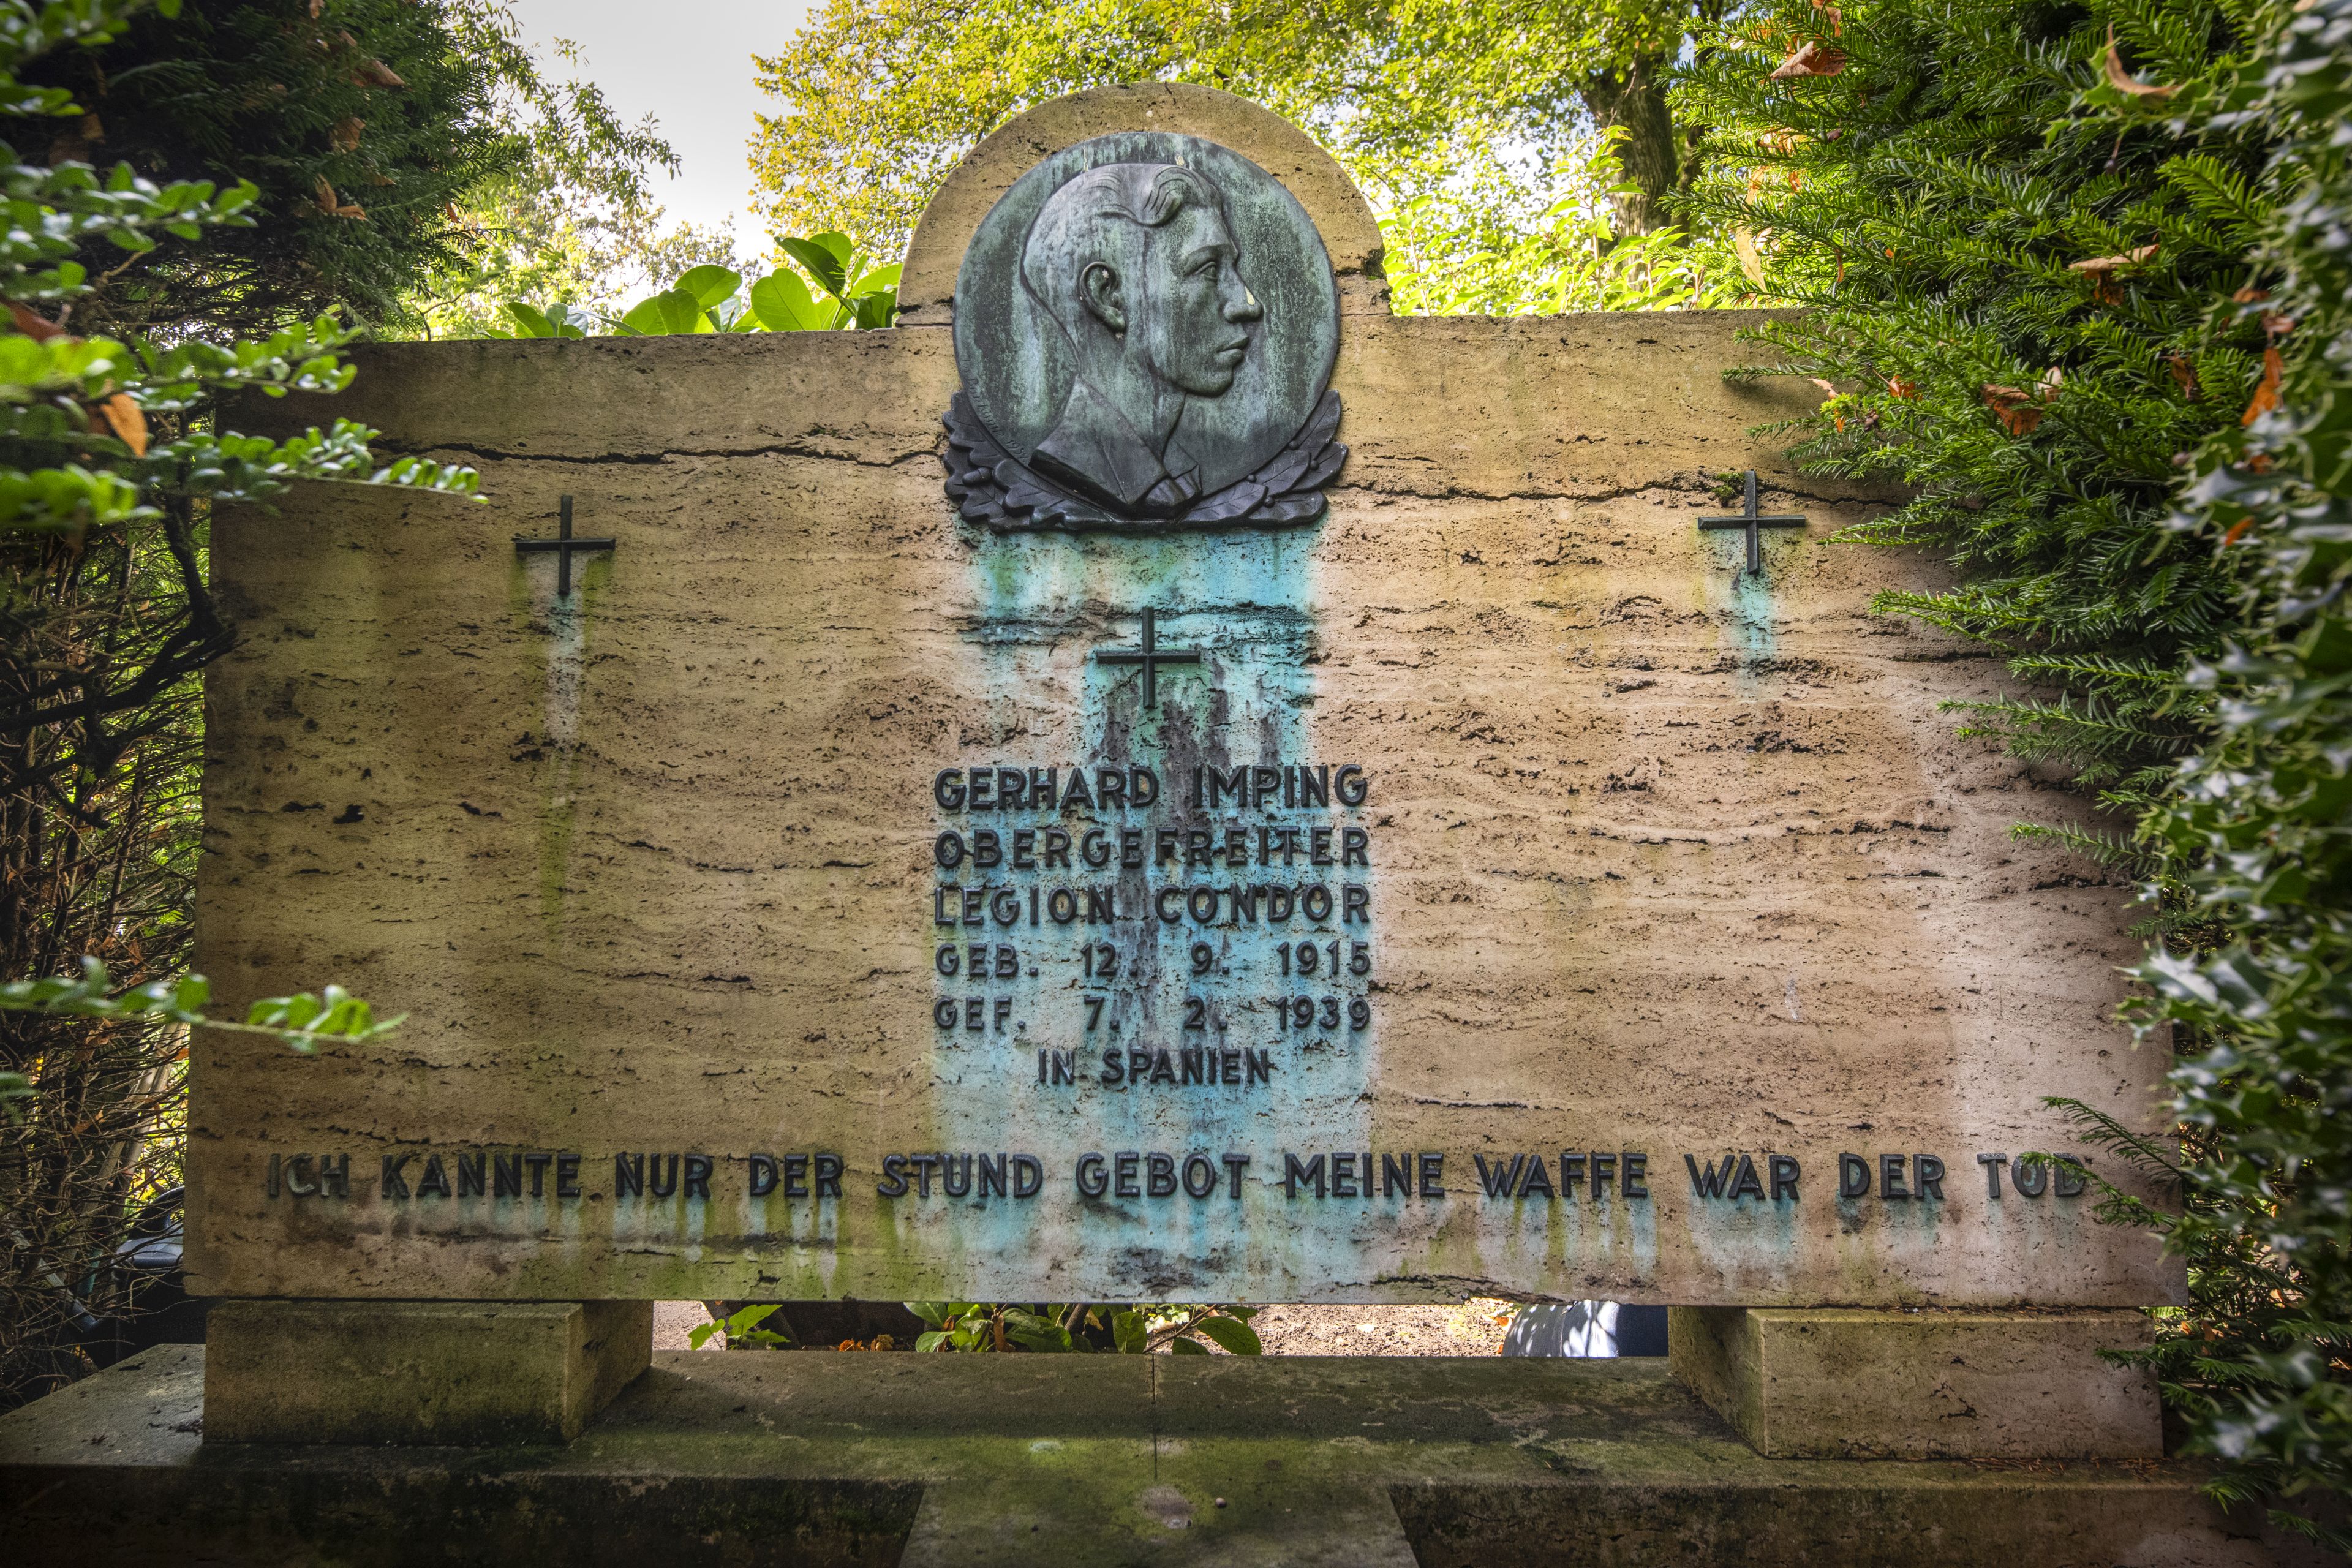 GERHARD IMPING
OBERGEFREITER
LEGION CONDOR
GEB. 12. 9. 1915
GEF. 7. 2. 1939
IN SPANIEN
ICH KANNTE NUR DER STUND GEBOT MEINE WAFFE WAR DER TOD